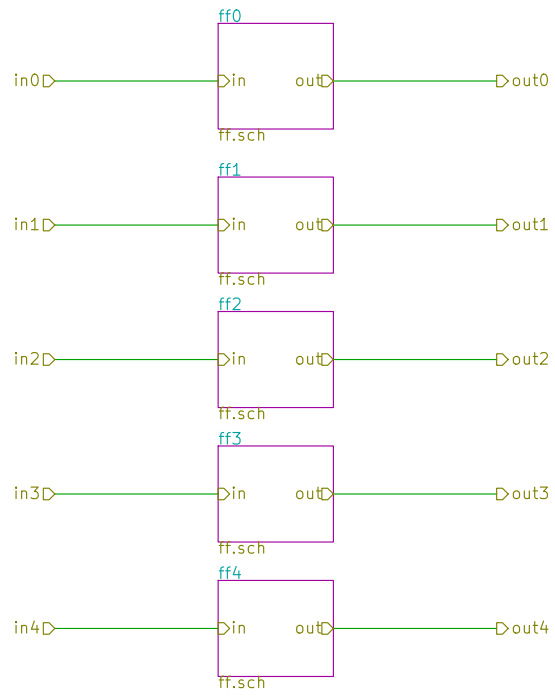 ff0
in0 in out out0
ff.sch
ff1
in1 in out out1
ff.sch
ff2
in2 in out out2
ff.sch
ff3
in3 in out out3
ff.sch
ff4
in4 in out out4
ff.sch